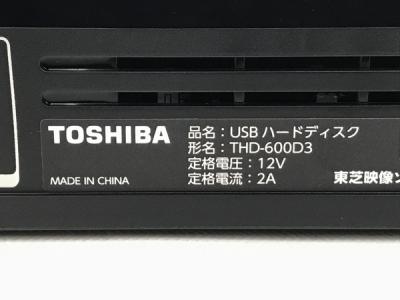 TOSHIBA
品名：USB ハードディスク
形名：THD-600D3
定格電圧：12V
定格電流：2A
MADE IN CHINA
東芝映像ソ